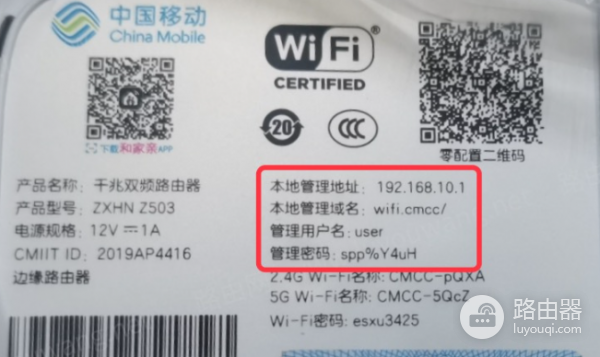 中国移动
China Mobile
WiFi
CERTIFIED
20
CCC
下载和家亲APP
零配置二维码
产品名称：千兆双频路由器
产品型号：ZXHN Z503
电源规格：12V⎓1A
CMIIT ID：2019AP4416
边缘路由器
本地管理地址：192.168.10.1
本地管理域名：wifi.cmcc/
管理用户名：user
管理密码：spp%Y4uH
2.4G Wi-Fi名称：CMCC-pQXA
5G Wi-Fi名称：CMCC-5QcZ
Wi-Fi密码：esxu3425
路由器
luyouqi.com